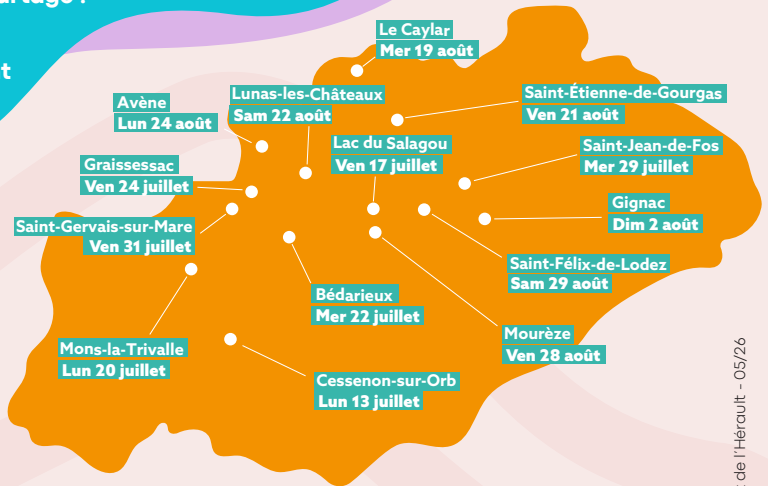 t
Le Caylar
Mer 19 août
Lunas-les-Châteaux
Sam 22 août
Saint-Étienne-de-Gourgas
Ven 21 août
Avène
Lun 24 août
Lac du Salagou
Ven 17 juillet
Saint-Jean-de-Fos
Mer 29 juillet
Graissessac
Ven 24 juillet
Gignac
Dim 2 août
Saint-Gervais-sur-Mare
Ven 31 juillet
Saint-Félix-de-Lodez
Sam 29 août
Bédarieux
Mer 22 juillet
Mourèze
Ven 28 août
Mons-la-Trivalle
Lun 20 juillet
Cessenon-sur-Orb
Lun 13 juillet
de l'Hérault - 05/26